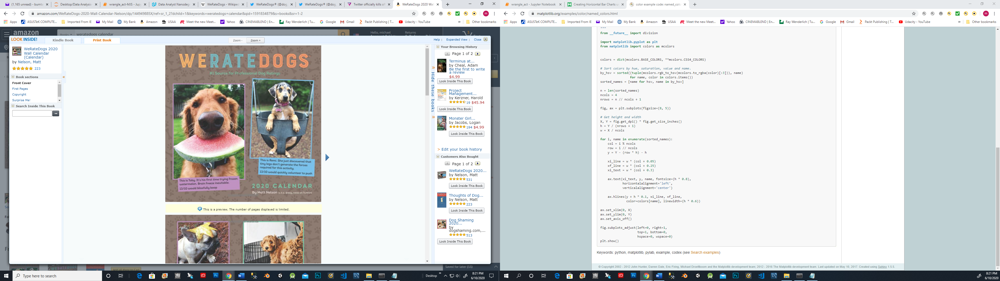 (1,165 unread) - bumta
Desktop/Data Analysis-
wrangle_act-MJS - Jupy
Data Analyst Nanodegr
WeRateDogs - Wikiped
WeRateDogs® (@dog_
WeRateDogs® (@dog_
Twitter officially kills of
WeRateDogs 2020 Wal
amazon.com/WeRateDogs-2020-Wall-Calendar-Nelson/dp/144949885X/ref=sr_1_2?dchild=1&keywords=weratedogs+calendar&qid=1591834879&s=books&sr=1-2
Apps ASUSTeK COMPUTE... Imported From IE My Mail My Bank Amazon USAA Meet the new Meet... Yahoo CINEMABLEND | En... Ray Wenderlich | Tu... Google Gmail Packt Publishing | T... Udacity - YouTube » Other bookmarks
amazon
Books
weratedogs calendar
Hello, michael
Returns
3
LOOK INSIDE!
Kindle Book
Print Book
Zoom -
Zoom +
Help | Expanded View | Close
WeRateDogs 2020
Wall Calendar
(Calendar)
by Nelson, Matt
223
Book sections
Front Cover
First Pages
Copyright
Surprise Me!
Search Inside This Book
WERATEDOGS™
#1 Source for Professional Dog Ratings
This is Remi. She just discovered that
tiny legs don't generate the forces
required for this activity.
13/10 would quickly volunteer to push
This is Toby. It's his first time trying frozen
watermelon. Brain freeze inevitable.
13/10 would blissfully boop
2020 CALENDAR
By Matt Nelson (a.k.a. @dog_rates on Twitter)
This is a preview. The number of pages displayed is limited.
Hide these books
Your Browsing History
Page 1 of 2
Terminus at...
by Cheal, Adam
Be the first to write
a review
$4.99
Look Inside This Book
Project
Management...
by Kerzner, Harold
19 $45.94
Look Inside This Book
Monster Girl...
by Jacobs, Logan
194 $4.99
Look Inside This Book
> Edit your book history
Customers Also Bought
Page 1 of 2
WeRateDogs 2020...
by Nelson, Matt
531
Look Inside This Book
Thoughts of Dog...
by Nelson, Matt
223
Look Inside This Book
Dog Shaming
2020...
by
dogshaming.com,...
513
Look Inside This Book
Add all three to Cart
Saved for later (53)
Type here to search
Desktop »
8:21 PM
6/10/2020
wrangle_act - Jupyter Notebook
Creating Horizontal Bar Charts u
color example code: named_colo
matplotlib.org/examples/color/named_colors.html
Apps ASUSTeK COMPUTE... Imported From IE My Mail My Bank Amazon USAA Meet the new Meet... Yahoo CINEMABLEND | En... Ray Wenderlich | Tu... Google Gmail Packt Publishing | T... Udacity - YouTube » Other bookmarks
from __future__ import division
import matplotlib.pyplot as plt
from matplotlib import colors as mcolors
colors = dict(mcolors.BASE_COLORS, **mcolors.CSS4_COLORS)
# Sort colors by hue, saturation, value and name.
by_hsv = sorted((tuple(mcolors.rgb_to_hsv(mcolors.to_rgba(color)[:3])), name)
for name, color in colors.items())
sorted_names = [name for hsv, name in by_hsv]
n = len(sorted_names)
ncols = 4
nrows = n // ncols + 1
fig, ax = plt.subplots(figsize=(8, 5))
# Get height and width
X, Y = fig.get_dpi() * fig.get_size_inches()
h = Y / (nrows + 1)
w = X / ncols
for i, name in enumerate(sorted_names):
col = i % ncols
row = i // ncols
y = Y - (row * h) - h
xi_line = w * (col + 0.05)
xf_line = w * (col + 0.25)
xi_text = w * (col + 0.3)
ax.text(xi_text, y, name, fontsize=(h * 0.8),
horizontalalignment='left',
verticalalignment='center')
ax.hlines(y + h * 0.1, xi_line, xf_line,
color=colors[name], linewidth=(h * 0.6))
ax.set_xlim(0, X)
ax.set_ylim(0, Y)
ax.set_axis_off()
fig.subplots_adjust(left=0, right=1,
top=1, bottom=0,
hspace=0, wspace=0)
plt.show()
Keywords: python, matplotlib, pylab, example, codex (see Search examples)
© Copyright 2002 - 2012 John Hunter, Darren Dale, Eric Firing, Michael Droettboom and the Matplotlib development team; 2012 - 2016 The Matplotlib development team. Last updated on May 10, 2017. Created using Sphinx 1.5.5.
8:21 PM
6/10/2020